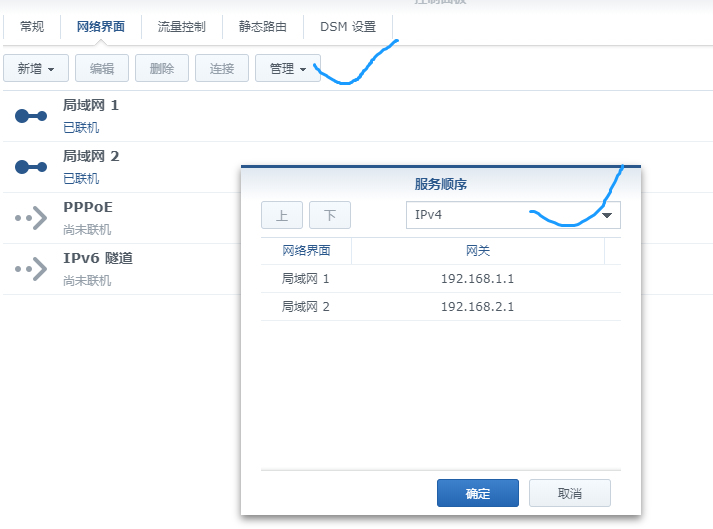 控制面板
常规 网络界面 流量控制 静态路由 DSM 设置
新增 编辑 删除 连接 管理
局域网 1
已联机
局域网 2
已联机
PPPoE
尚未联机
IPv6 隧道
尚未联机
服务顺序
上 下 IPv4
网络界面 网关
局域网 1 192.168.1.1
局域网 2 192.168.2.1
确定 取消